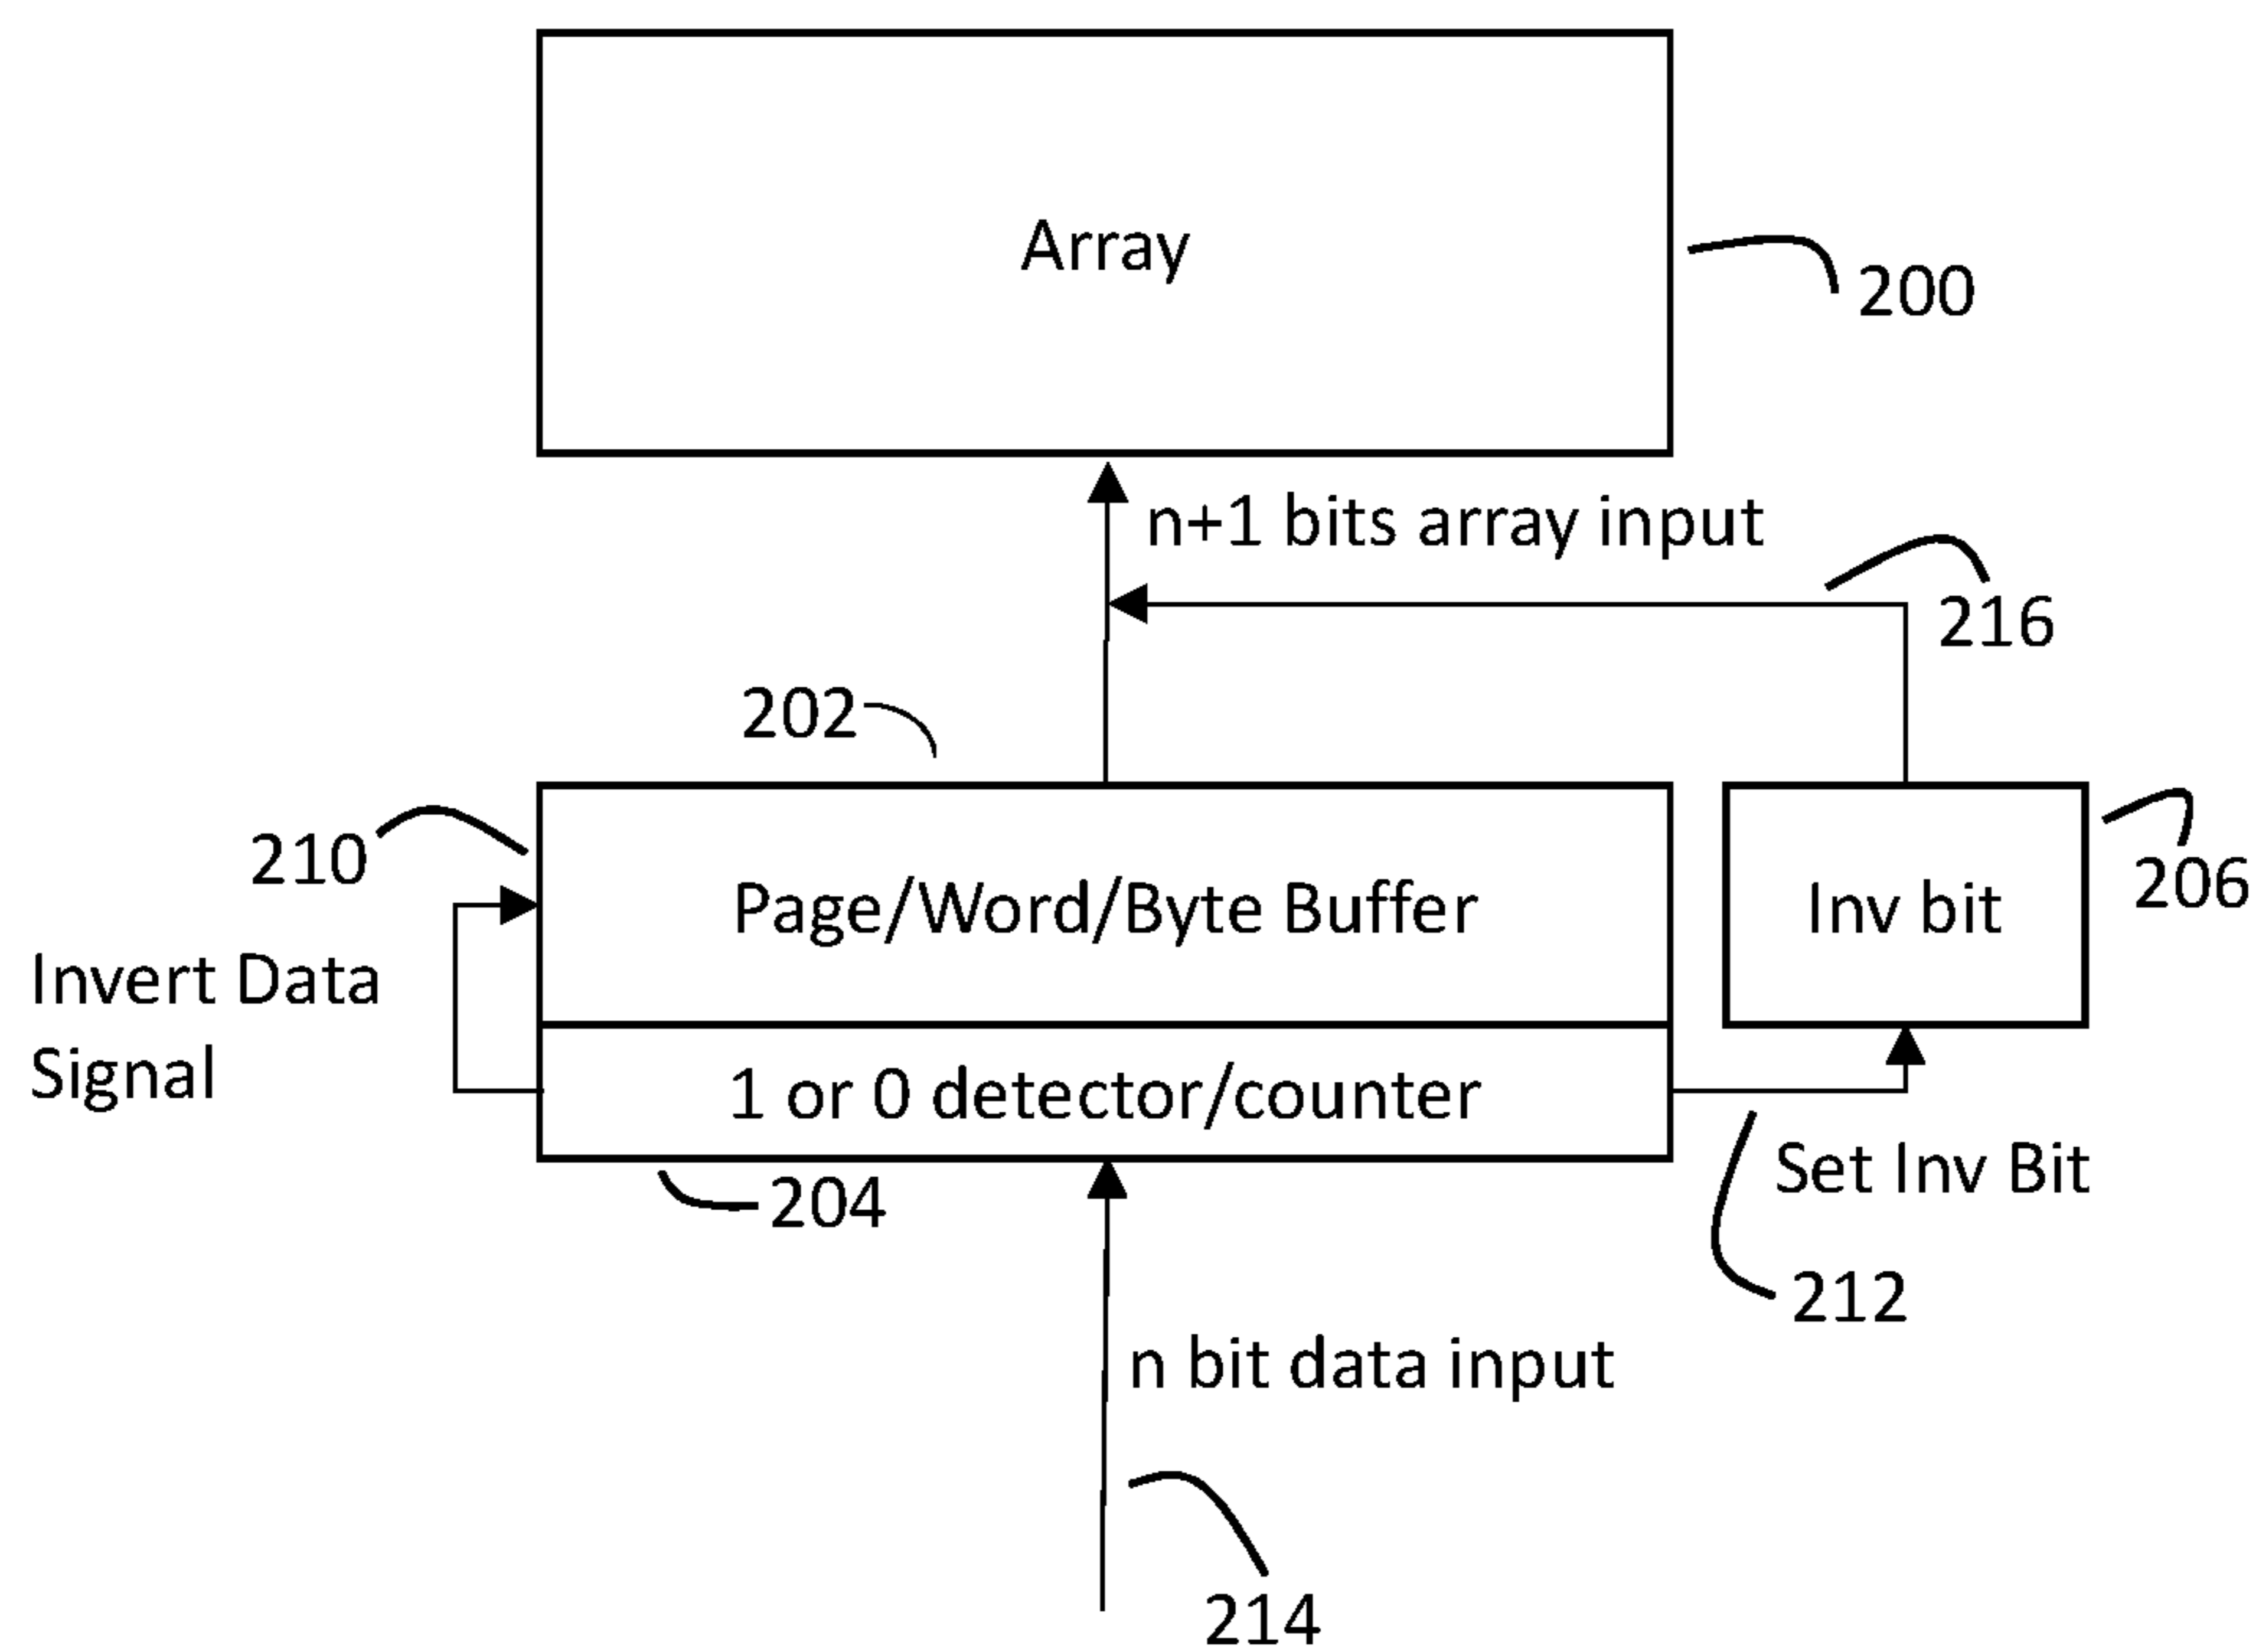 Array
200
n+1 bits array input
216
202
210
Page/Word/Byte Buffer
Inv bit
206
Invert Data
Signal
1 or 0 detector/counter
Set Inv Bit
204
212
n bit data input
214